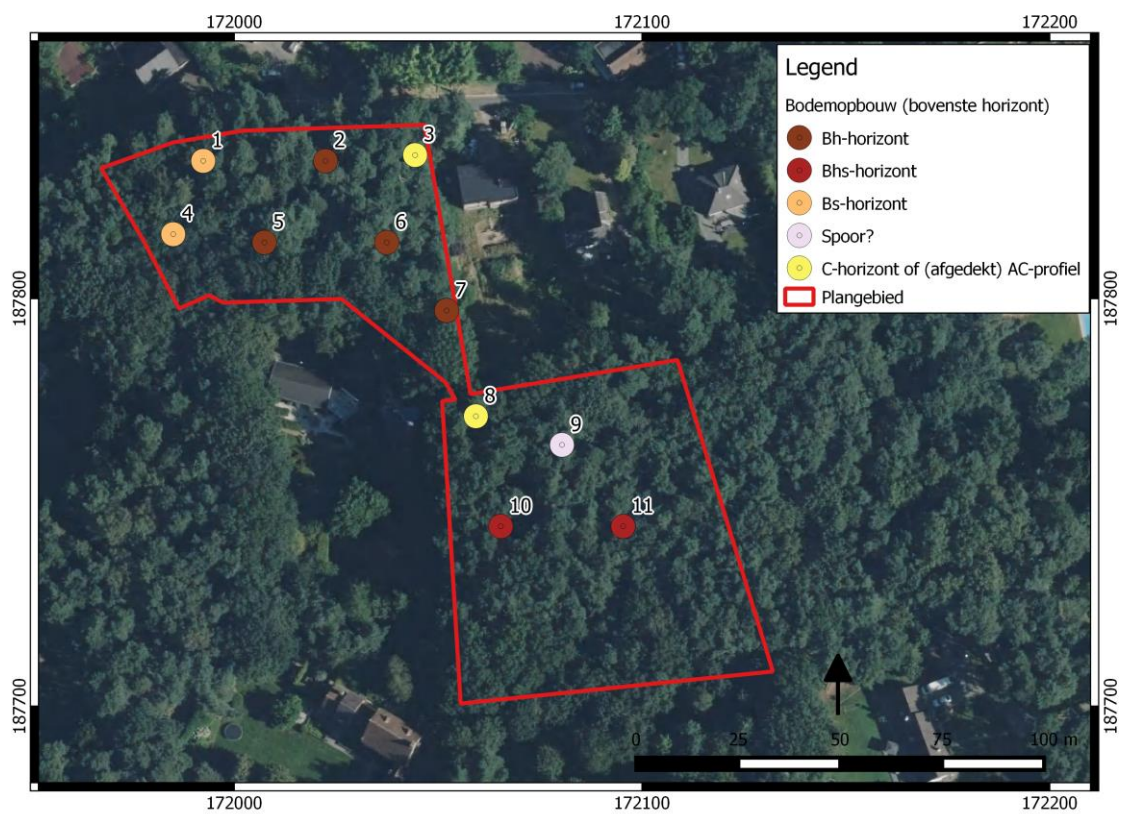 172000
172100
172200
Legend
Bodemopbouw (bovenste horizont)
Bh-horizont
Bhs-horizont
Bs-horizont
Spoor?
C-horizont of (afgedekt) AC-profiel
Plangebied
1
2
3
4
5
6
187800
187800
7
8
9
10
11
187700
187700
0
25
50
75
100 m
172000
172100
172200